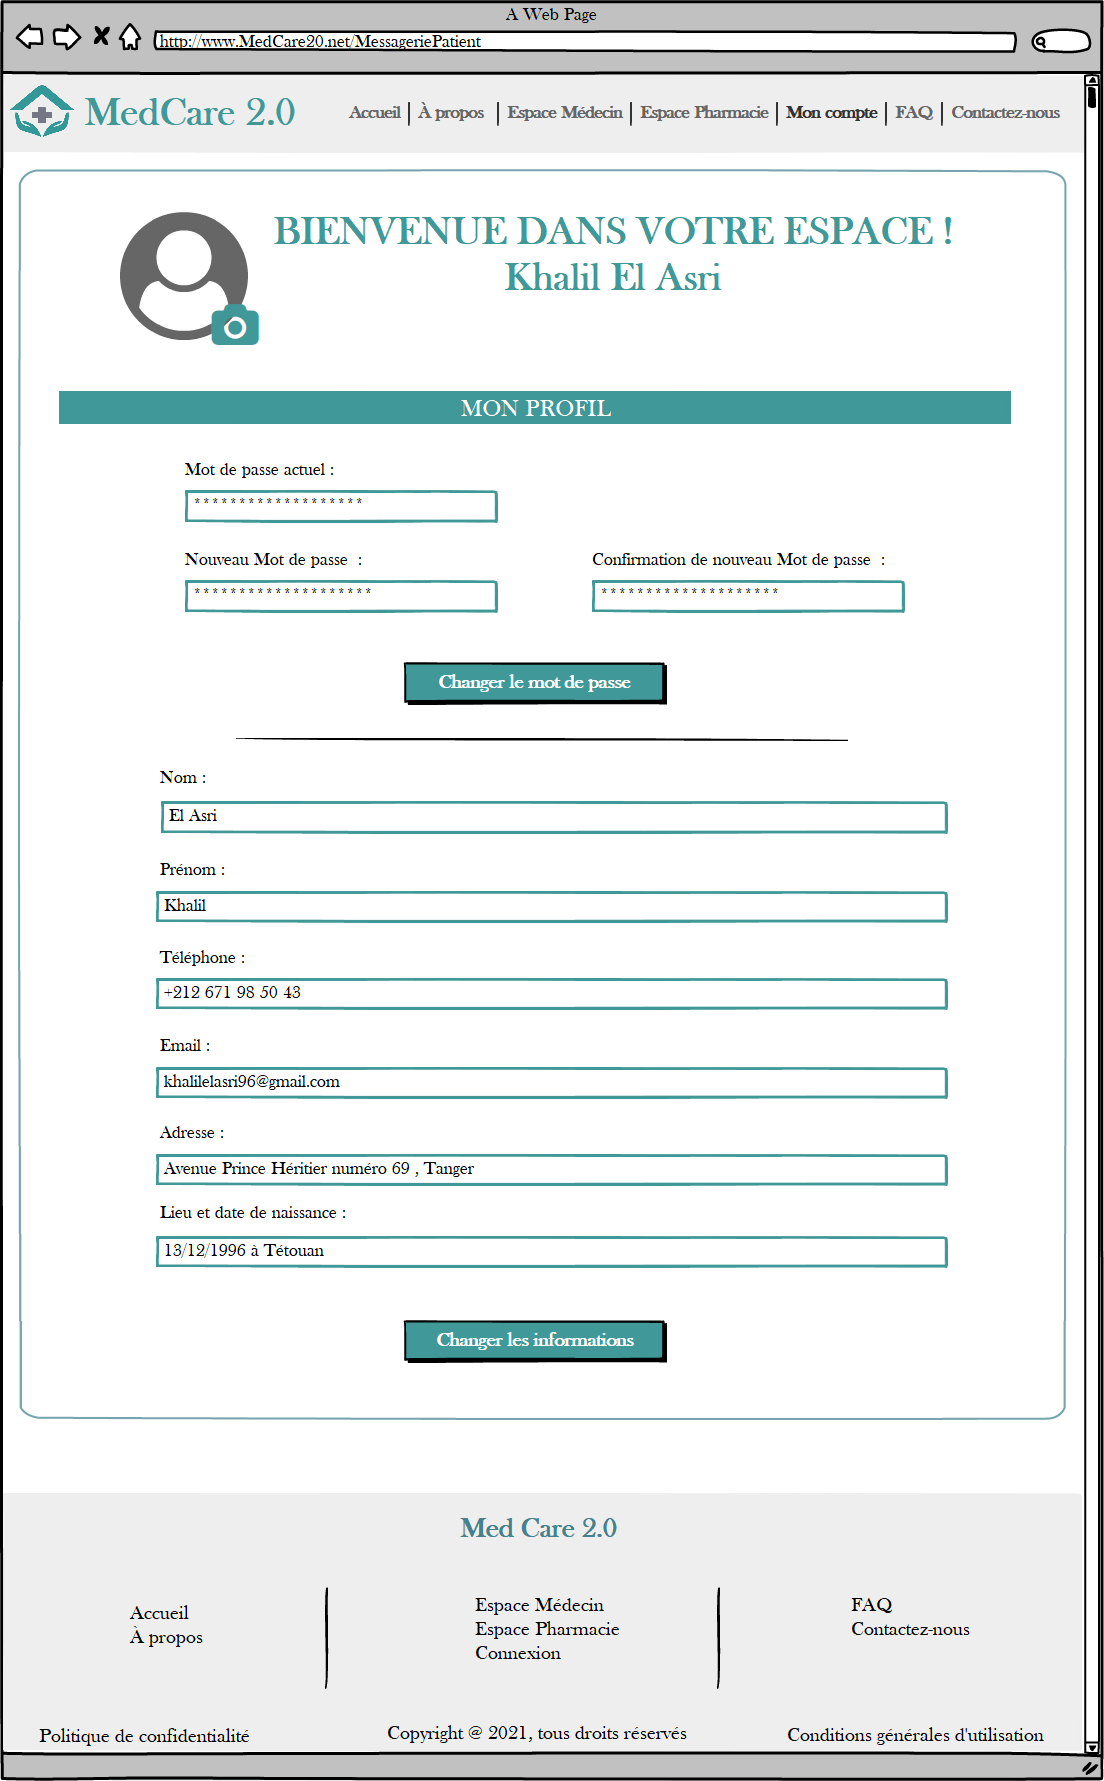 A Web Page
http://www.MedCare20.net/MessageriePatient
MedCare 2.0
Accueil | À propos | Espace Médecin | Espace Pharmacie | Mon compte | FAQ | Contactez-nous
BIENVENUE DANS VOTRE ESPACE !
Khalil El Asri
MON PROFIL
Mot de passe actuel :
* * * * * * * * * * * * * * * * * * *
Nouveau Mot de passe :
* * * * * * * * * * * * * * * * * * * *
Confirmation de nouveau Mot de passe :
* * * * * * * * * * * * * * * * * * * *
Changer le mot de passe
Nom :
El Asri
Prénom :
Khalil
Téléphone :
+212 671 98 50 43
Email :
khalilelasri96@gmail.com
Adresse :
Avenue Prince Héritier numéro 69 , Tanger
Lieu et date de naissance :
13/12/1996 à Tétouan
Changer les informations
Med Care 2.0
Accueil
À propos
Espace Médecin
Espace Pharmacie
Connexion
FAQ
Contactez-nous
Politique de confidentialité
Copyright @ 2021, tous droits réservés
Conditions générales d'utilisation